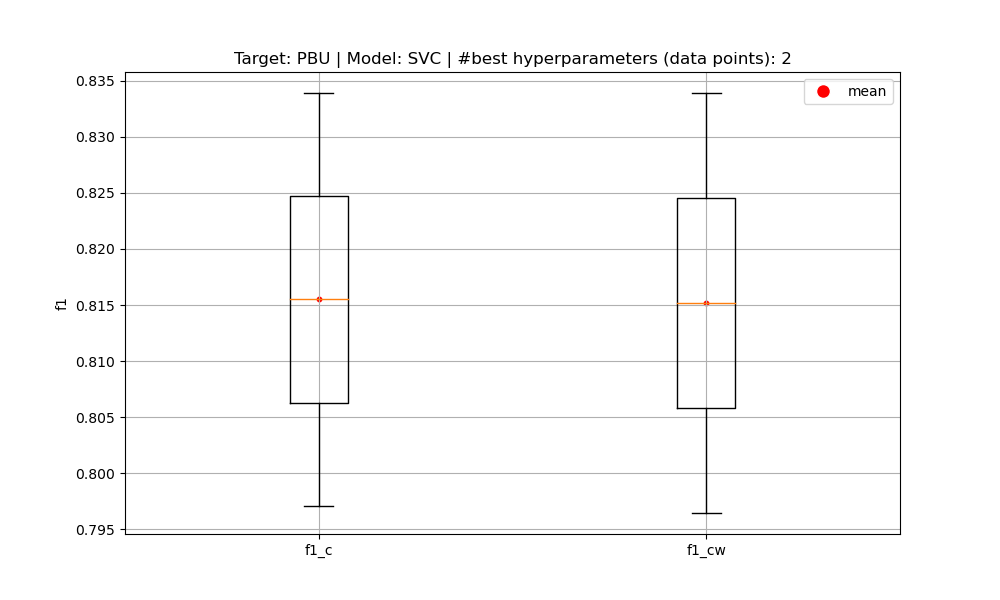 Target: PBU | Model: SVC | #best hyperparameters (data points): 2
mean
0.835
0.830
0.825
0.820
0.815
0.810
0.805
0.800
0.795
f1
f1_c
f1_cw